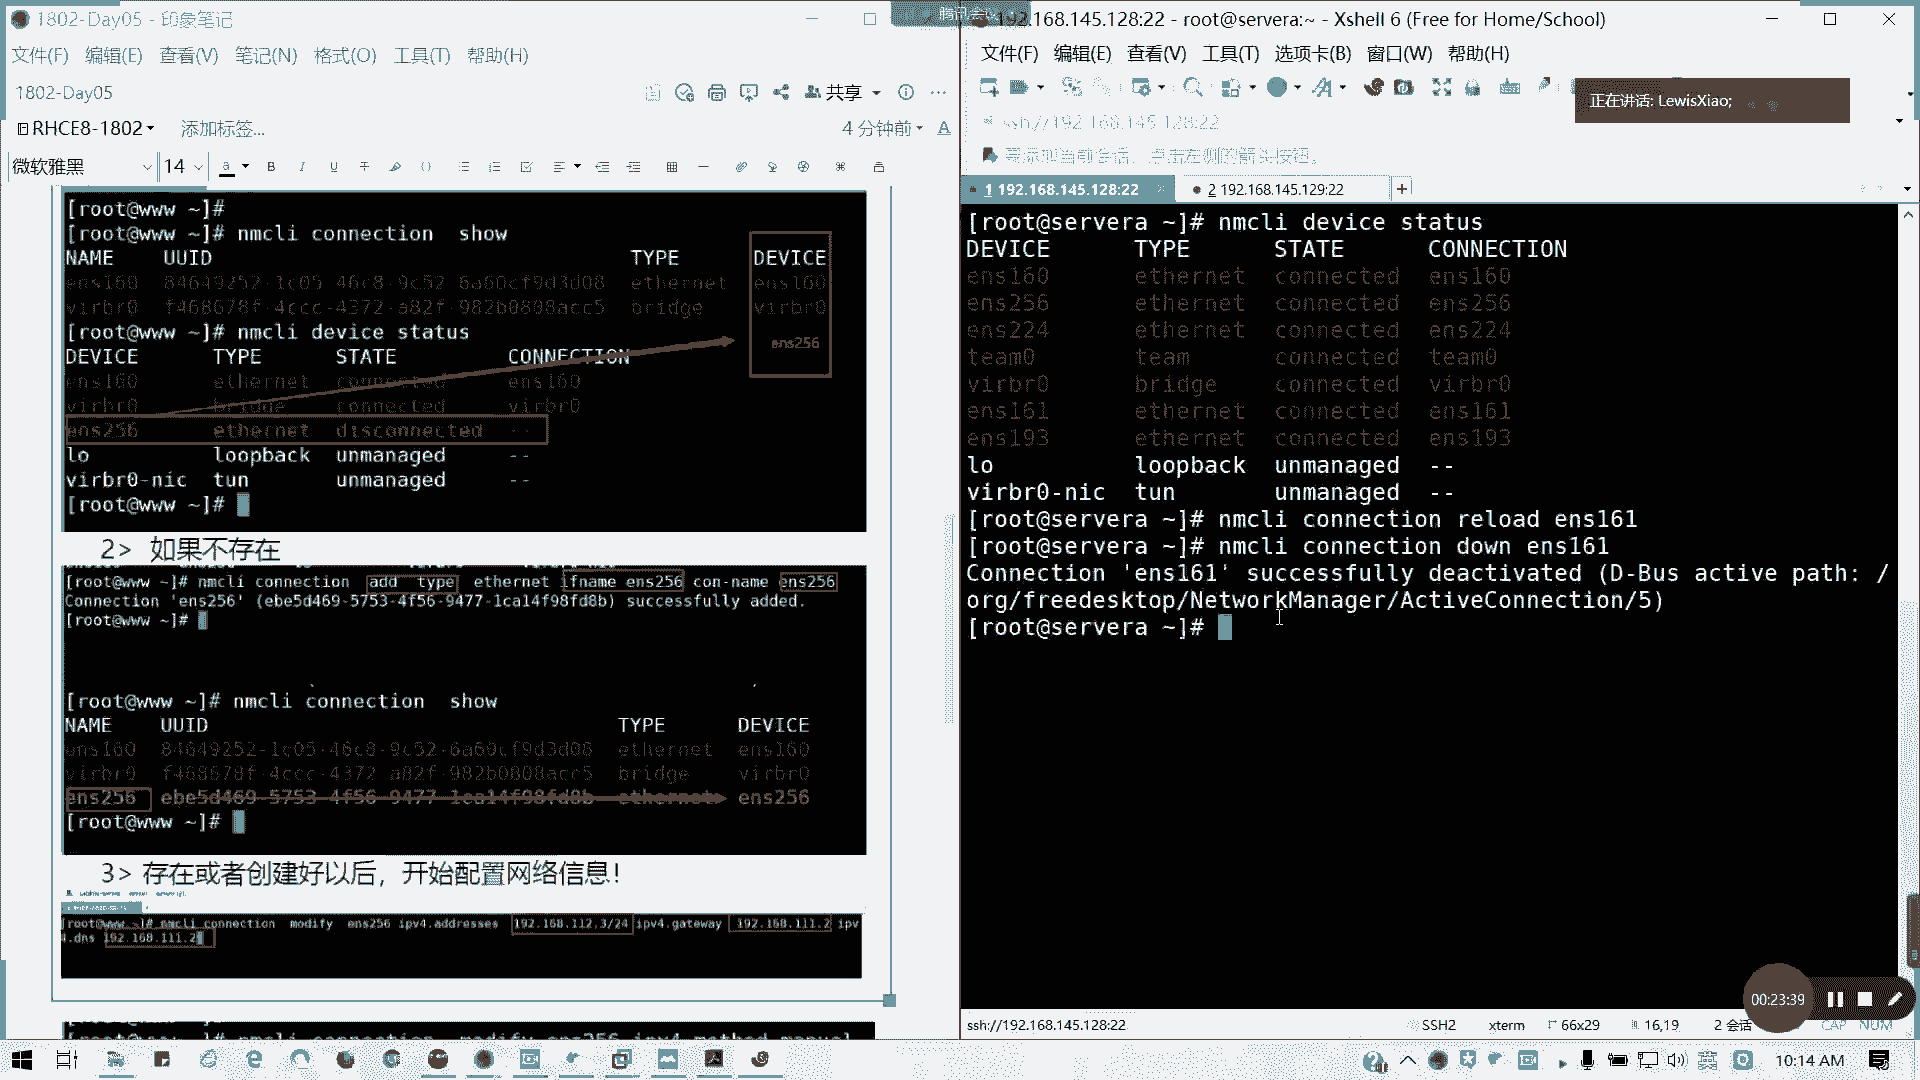 1802-Day05 - 印象笔记
文件(F) 编辑(E) 查看(V) 笔记(N) 格式(O) 工具(T) 帮助(H)
1802-Day05
共享
RHCE8-1802
添加标签...
4 分钟前
微软雅黑 14
[root@www ~]#
[root@www ~]# nmcli connection  show
NAME UUID TYPE DEVICE
ens160 84649252-1c05-46c8-9c52-6a60cf9d3d08 ethernet ens160
virbr0 f468678f-4ccc-4372-a82f-982b0808acc5 bridge virbr0
[root@www ~]# nmcli device status
ens256
DEVICE TYPE STATE CONNECTION
ens160 ethernet connected ens160
virbr0 bridge connected virbr0
ens256 ethernet disconnected --
lo loopback unmanaged --
virbr0-nic tun unmanaged --
[root@www ~]#
2> 如果不存在
[root@www ~]# nmcli connection  add  type  ethernet ifname ens256 con-name ens256
Connection 'ens256' (ebe5d469-5753-4f56-9477-1ca14f98fd8b) successfully added.
[root@www ~]#
[root@www ~]# nmcli connection  show
NAME UUID TYPE DEVICE
ens160 84649252-1c05-46c8-9c52-6a60cf9d3d08 ethernet ens160
virbr0 f468678f-4ccc-4372-a82f-982b0808acc5 bridge virbr0
ens256 ebe5d469-5753-4f56-9477-1ca14f98fd8b ethernet ens256
[root@www ~]#
3> 存在或者创建好以后，开始配置网络信息！
[root@www ~]# nmcli connection  modify  ens256 ipv4.addresses  192.168.112.3/24 ipv4.gateway  192.168.111.2 ipv
4.dns 192.168.111.2
192.168.145.128:22 - root@servera:~ - Xshell 6 (Free for Home/School)
文件(F) 编辑(E) 查看(V) 工具(T) 选项卡(B) 窗口(W) 帮助(H)
正在讲话: LewisXiao;
ssh://192.168.145.128:22
要添加当前会话，点击左侧的箭头按钮。
1 192.168.145.128:22
2 192.168.145.129:22
[root@servera ~]# nmcli device status
DEVICE TYPE STATE CONNECTION
ens160 ethernet connected ens160
ens256 ethernet connected ens256
ens224 ethernet connected ens224
team0 team connected team0
virbr0 bridge connected virbr0
ens161 ethernet connected ens161
ens193 ethernet connected ens193
lo loopback unmanaged --
virbr0-nic tun unmanaged --
[root@servera ~]# nmcli connection reload ens161
[root@servera ~]# nmcli connection down ens161
Connection 'ens161' successfully deactivated (D-Bus active path: /
org/freedesktop/NetworkManager/ActiveConnection/5)
[root@servera ~]#
00:23:39
ssh://192.168.145.128:22 SSH2 xterm 66x29 16,19 2 会话 CAP NUM
10:14 AM